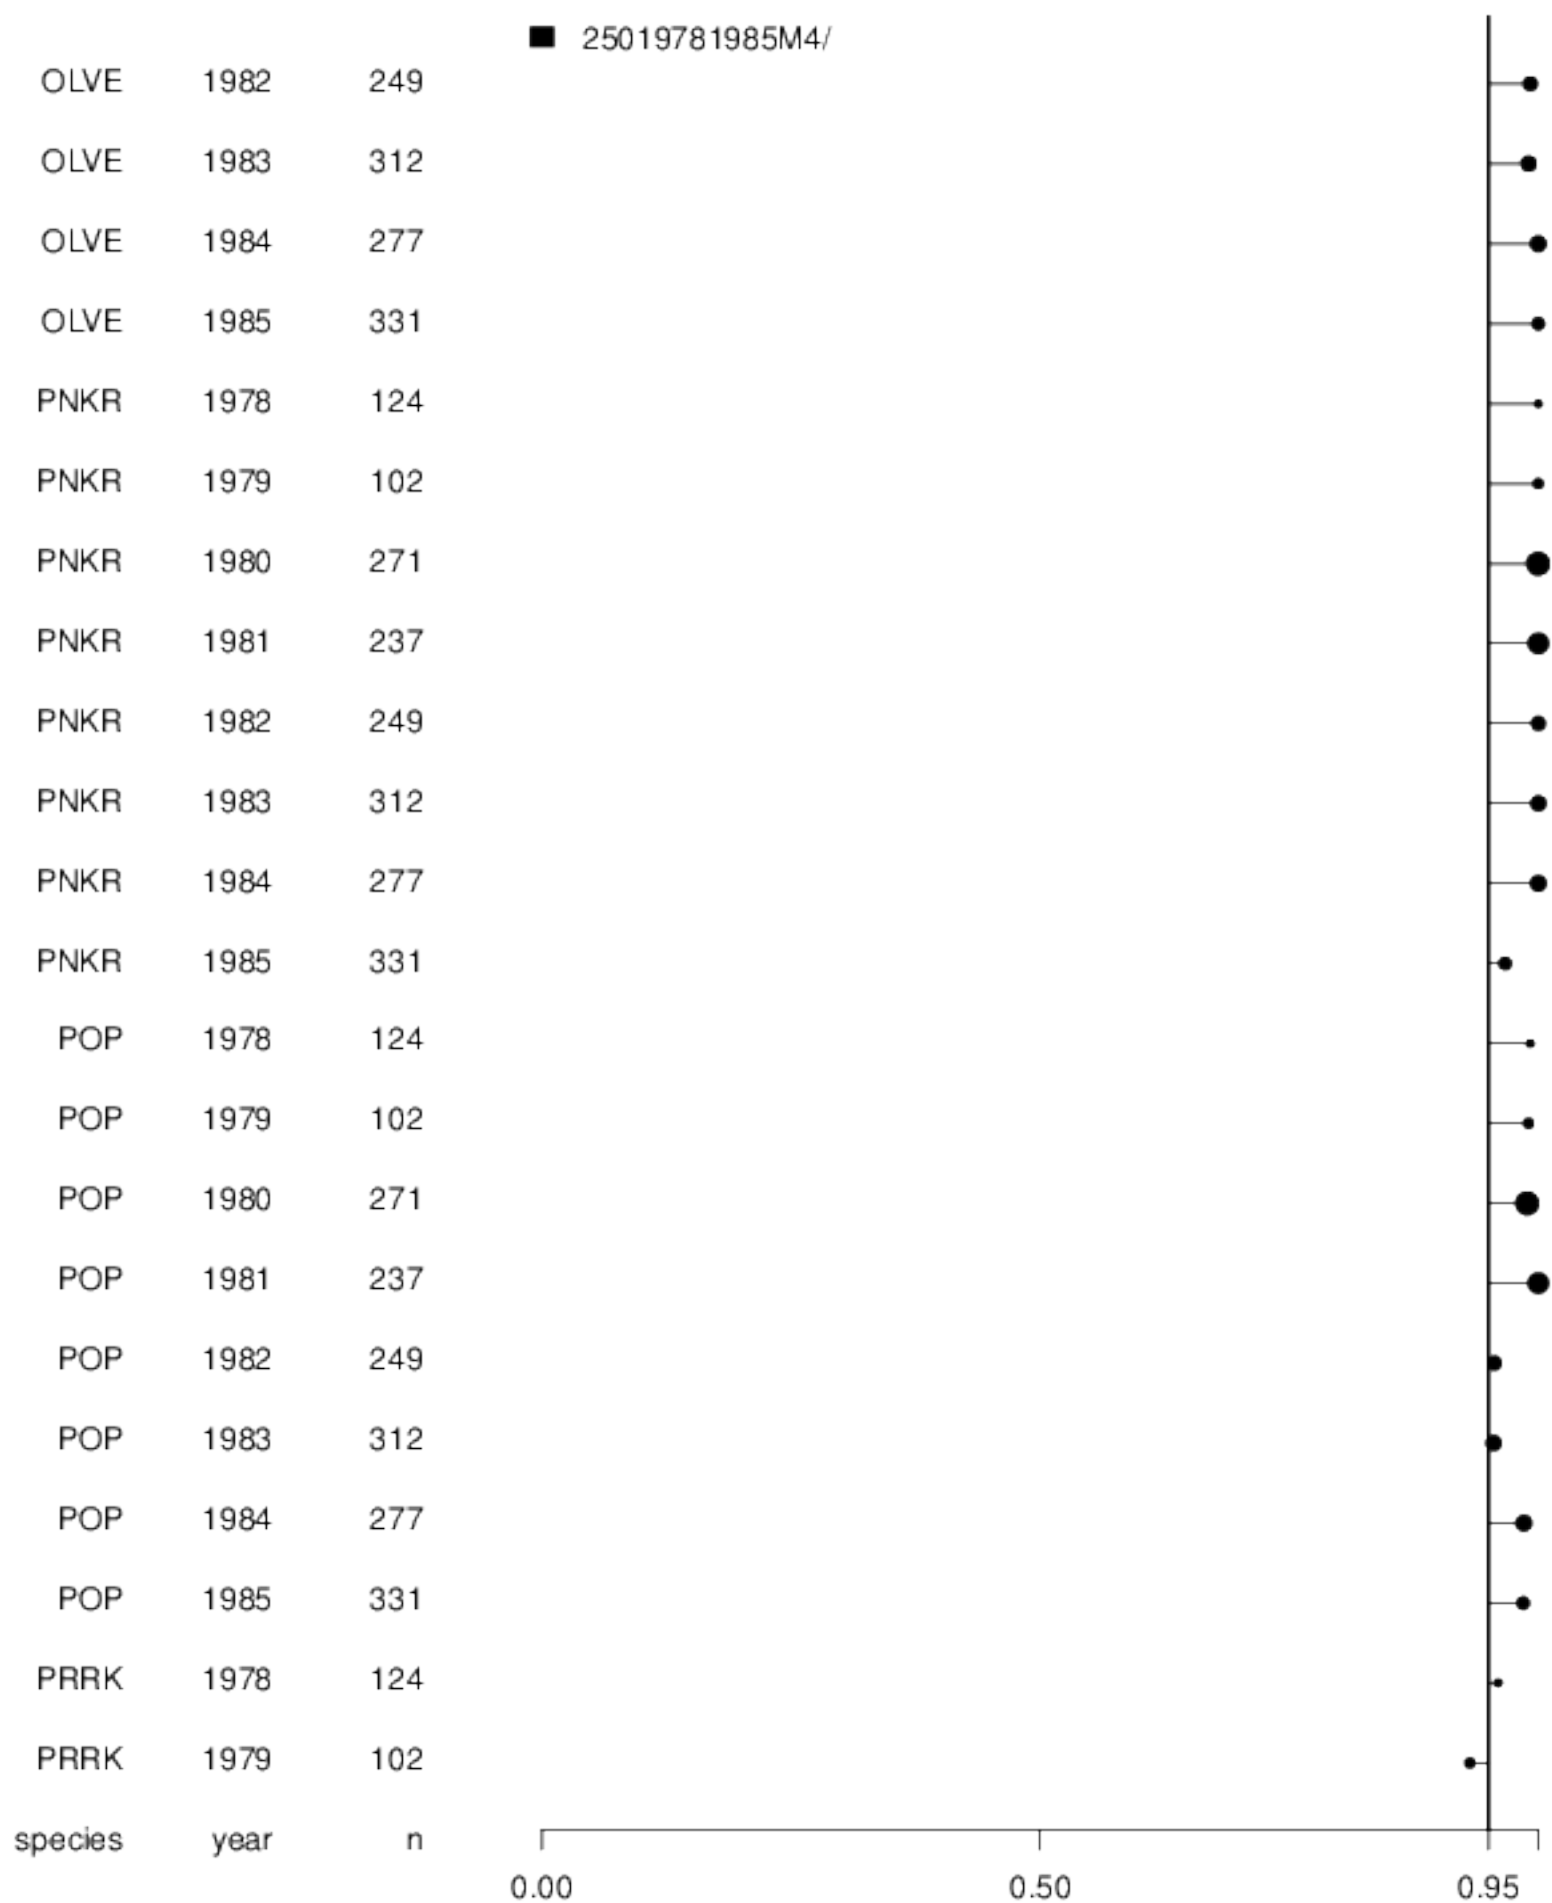 25019781985M4/
OLVE 1982 249
OLVE 1983 312
OLVE 1984 277
OLVE 1985 331
PNKR 1978 124
PNKR 1979 102
PNKR 1980 271
PNKR 1981 237
PNKR 1982 249
PNKR 1983 312
PNKR 1984 277
PNKR 1985 331
POP 1978 124
POP 1979 102
POP 1980 271
POP 1981 237
POP 1982 249
POP 1983 312
POP 1984 277
POP 1985 331
PRRK 1978 124
PRRK 1979 102
species year n
0.00 0.50 0.95